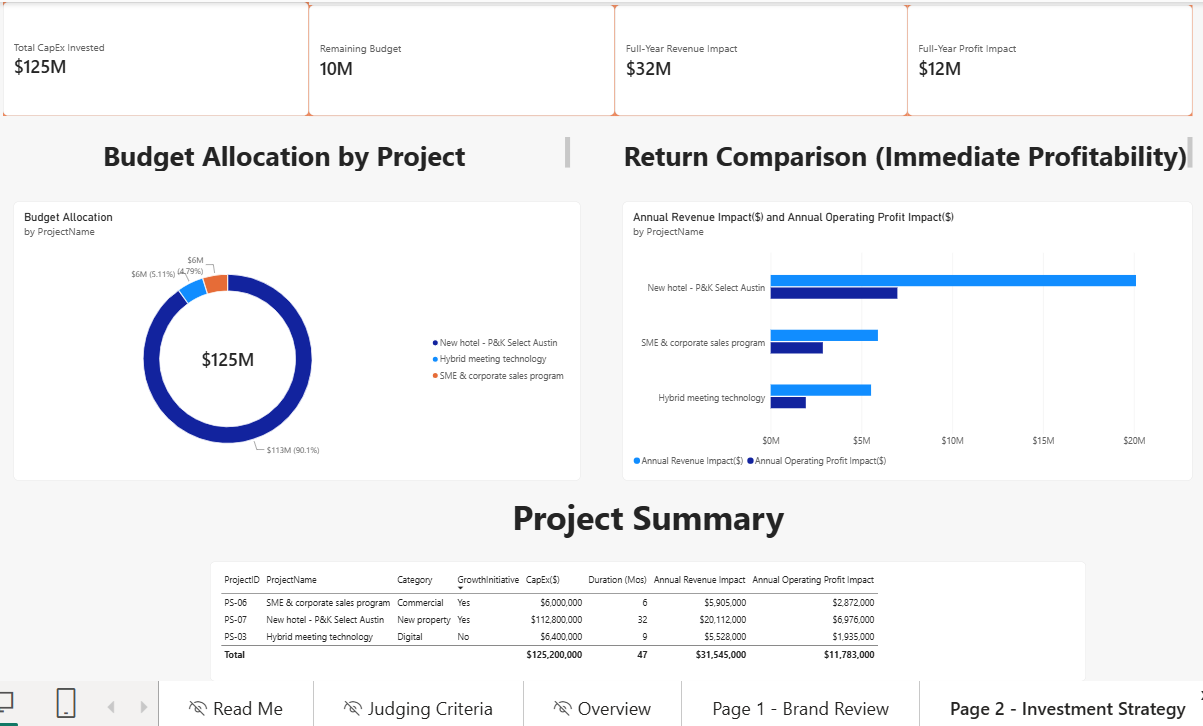 Total CapEx Invested
$125M
Remaining Budget
10M
Full-Year Revenue Impact
$32M
Full-Year Profit Impact
$12M
Budget Allocation by Project
Return Comparison (Immediate Profitability)
Budget Allocation
by ProjectName
$6M
(4.79%)
$6M (5.11%)
$125M
$113M (90.1%)
New hotel - P&K Select Austin
Hybrid meeting technology
SME & corporate sales program
Annual Revenue Impact($) and Annual Operating Profit Impact($)
by ProjectName
New hotel - P&K Select Austin
SME & corporate sales program
Hybrid meeting technology
$0M $5M $10M $15M $20M
Annual Revenue Impact($) Annual Operating Profit Impact($)
Project Summary
ProjectID ProjectName Category GrowthInitiative CapEx($) Duration (Mos) Annual Revenue Impact Annual Operating Profit Impact
PS-06 SME & corporate sales program Commercial Yes $6,000,000 6 $5,905,000 $2,872,000
PS-07 New hotel - P&K Select Austin New property Yes $112,800,000 32 $20,112,000 $6,976,000
PS-03 Hybrid meeting technology Digital No $6,400,000 9 $5,528,000 $1,935,000
Total $125,200,000 47 $31,545,000 $11,783,000
Read Me Judging Criteria Overview Page 1 - Brand Review Page 2 - Investment Strategy